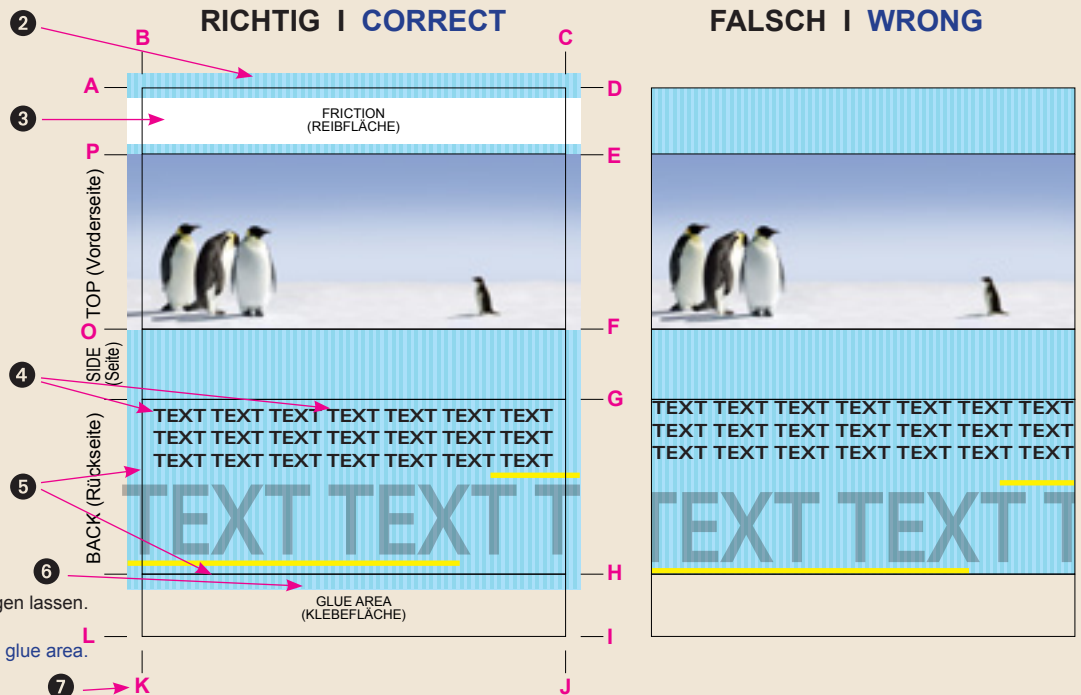 RICHTIG I CORRECT
FALSCH I WRONG
2
B
C
A
D
3
FRICTION
(REIBFLÄCHE)
P
E
TOP (Vorderseite)
O
F
SIDE
(Seite)
4
G
TEXT TEXT TEXT TEXT TEXT TEXT TEXT
TEXT TEXT TEXT TEXT TEXT TEXT TEXT
TEXT TEXT TEXT TEXT TEXT TEXT TEXT
TEXT TEXT TEXT TEXT TEXT TEXT TEXT
TEXT TEXT TEXT TEXT TEXT TEXT TEXT
TEXT TEXT TEXT TEXT TEXT TEXT TEXT
5
BACK (Rückseite)
TEXT TEXT T
TEXT TEXT T
6
H
gen lassen.
GLUE AREA
(KLEBEFLÄCHE)
L
I
glue area.
7
K
J